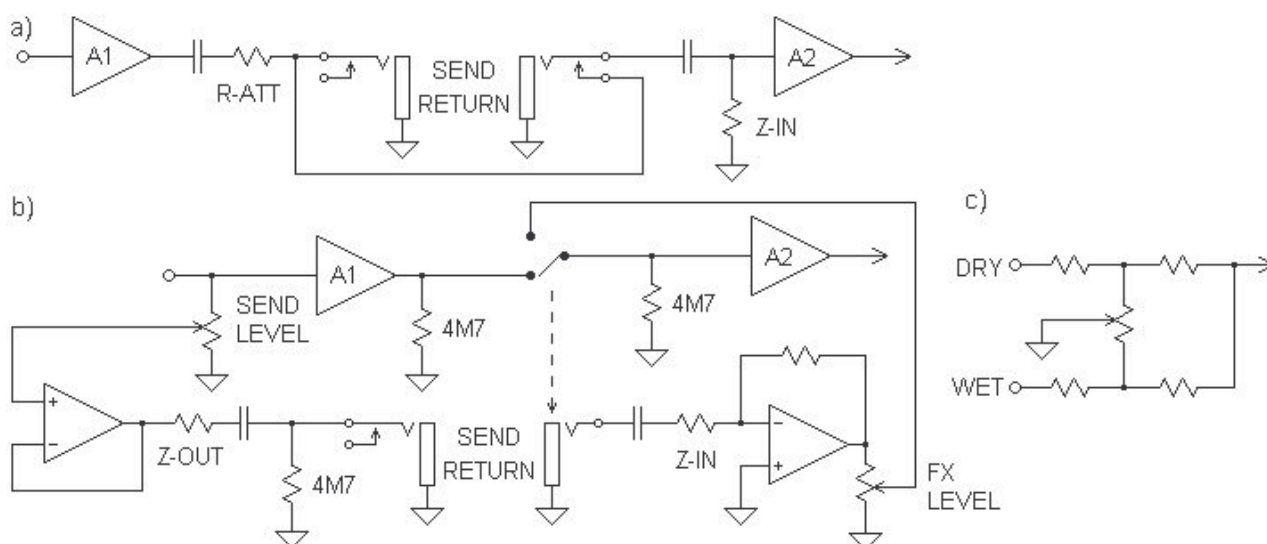 a)
A1
R-ATT
SEND
RETURN
A2
Z-IN
b)
A1
SEND
LEVEL
4M7
A2
4M7
+
-
Z-OUT
4M7
SEND
RETURN
Z-IN
-
+
FX
LEVEL
c)
DRY
WET